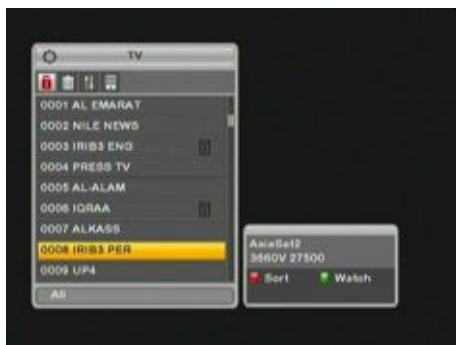 TV
0001 AL EMARAT
0002 NILE NEWS
0003 IRIB3 ENG
0004 PRESS TV
0005 AL-ALAM
0006 IQRAA
0007 ALKASS
0008 IRIB3 PER
0009 UP4
All
AsiaSat2
3660V 27500
Sort
Watch